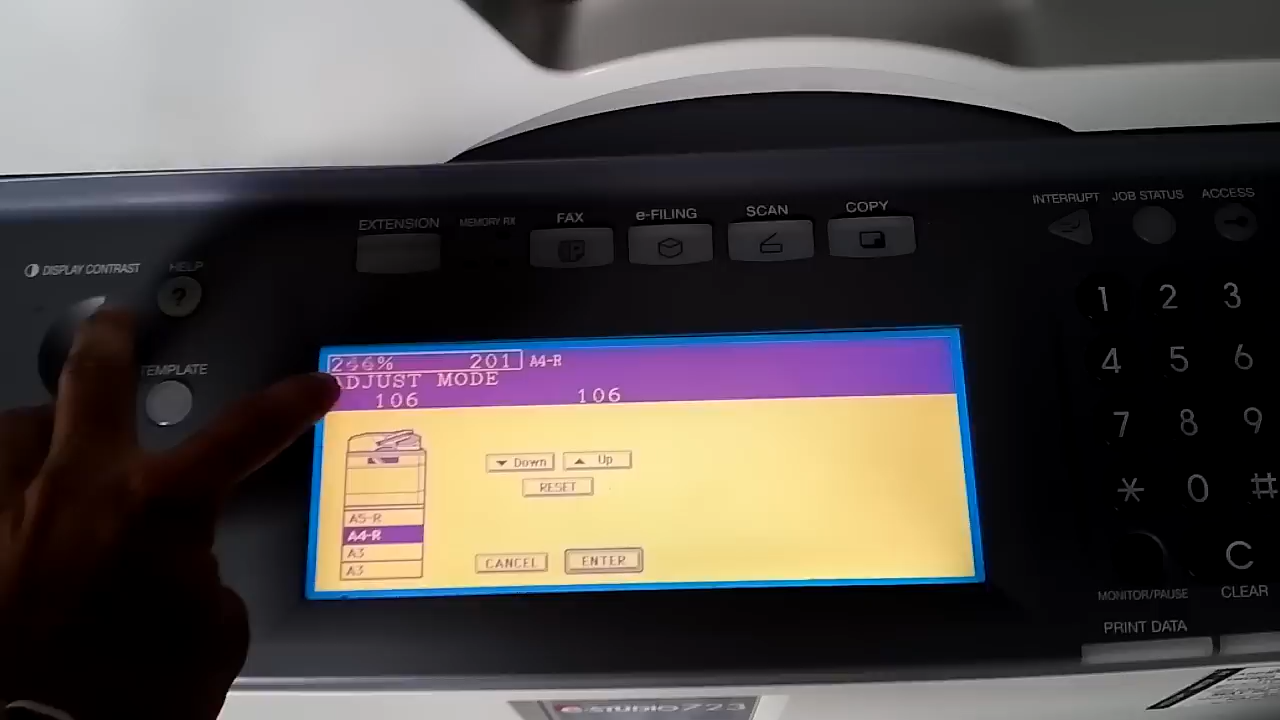 INTERRUPT JOB STATUS ACCESS
EXTENSION MEMORY RX FAX e-FILING SCAN COPY
DISPLAY CONTRAST HELP
?
TEMPLATE
1 2 3
4 5 6
7 8 9
* 0 #
C
MONITOR/PAUSE CLEAR
PRINT DATA
246% 201 A4-R
ADJUST MODE
106 106
Down Up
RESET
A5-R
A4-R
A3
A3
CANCEL ENTER
e-STUDIO723